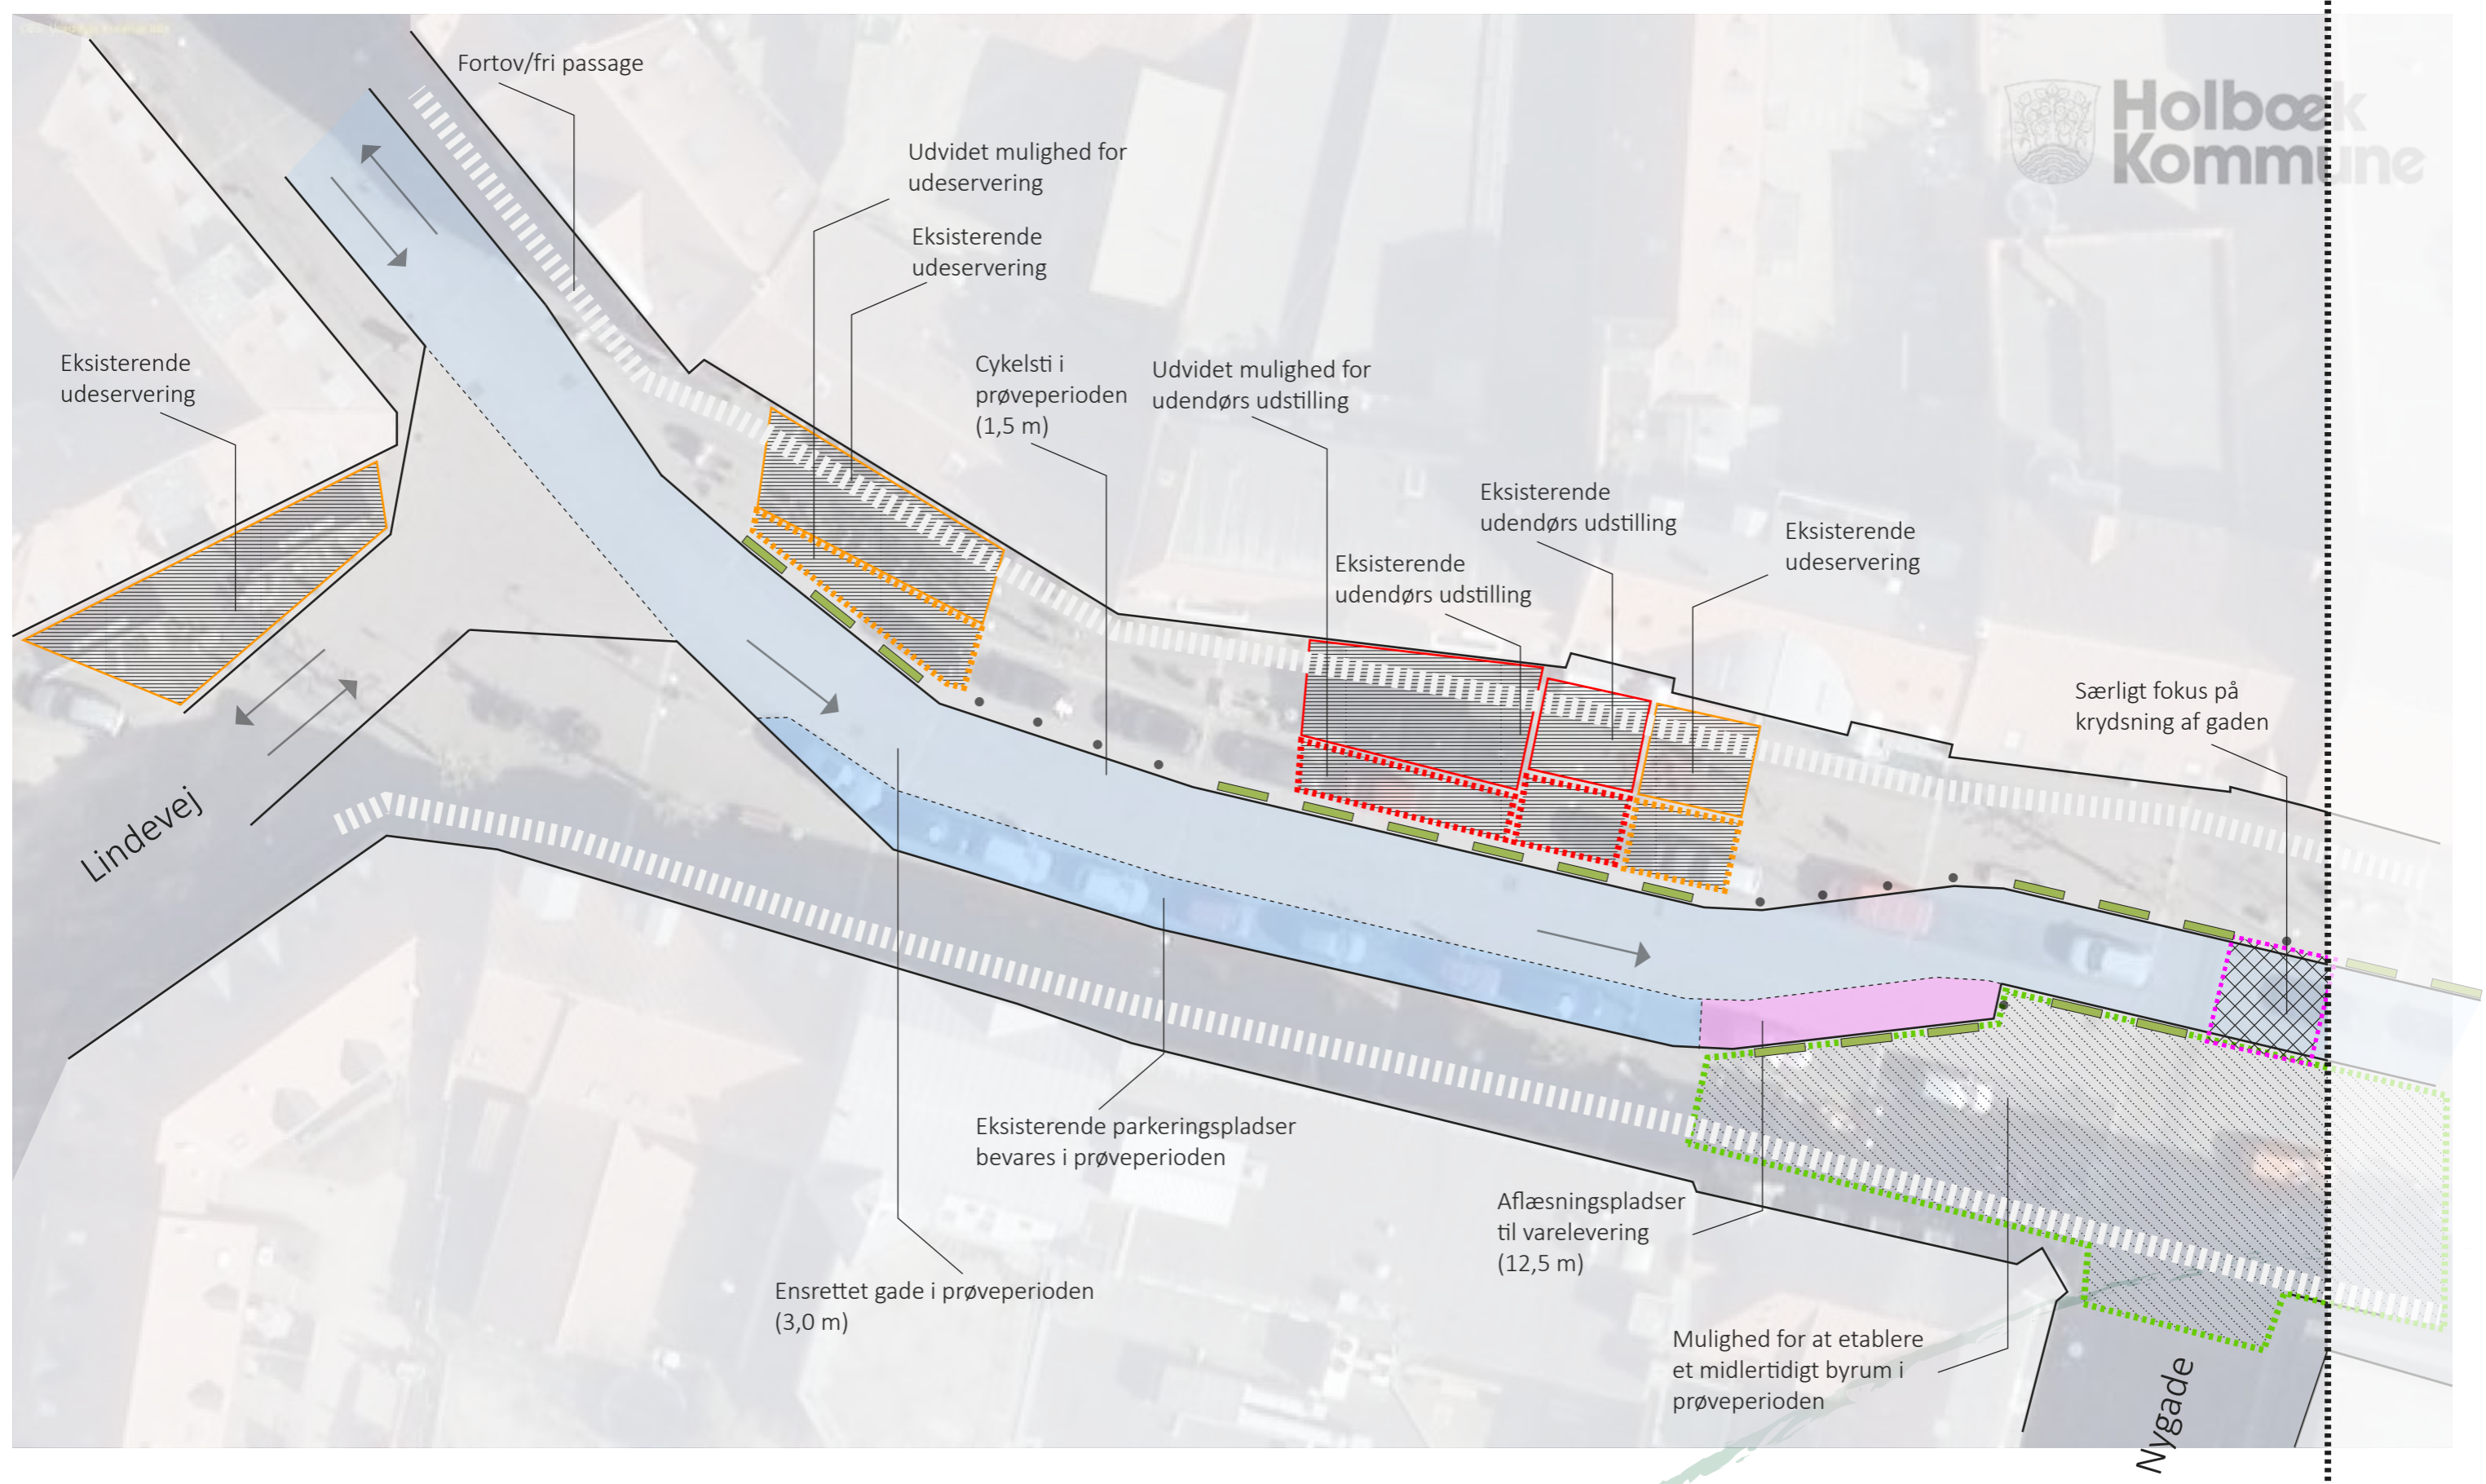 Fortov/fri passage
Holbæk
Kommune
Udvidet mulighed for
udeservering
Eksisterende
udeservering
Eksisterende
udeservering
Cykelsti i
prøveperioden
(1,5 m)
Udvidet mulighed for
udendørs udstilling
Eksisterende
udendørs udstilling
Eksisterende
udendørs udstilling
Eksisterende
udeservering
Særligt fokus på
krydsning af gaden
Lindevej
Eksisterende parkeringspladser
bevares i prøveperioden
Ensrettet gade i prøveperioden
(3,0 m)
Aflæsningspladser
til varelevering
(12,5 m)
Mulighed for at etablere
et midlertidigt byrum i
prøveperioden
Nygade